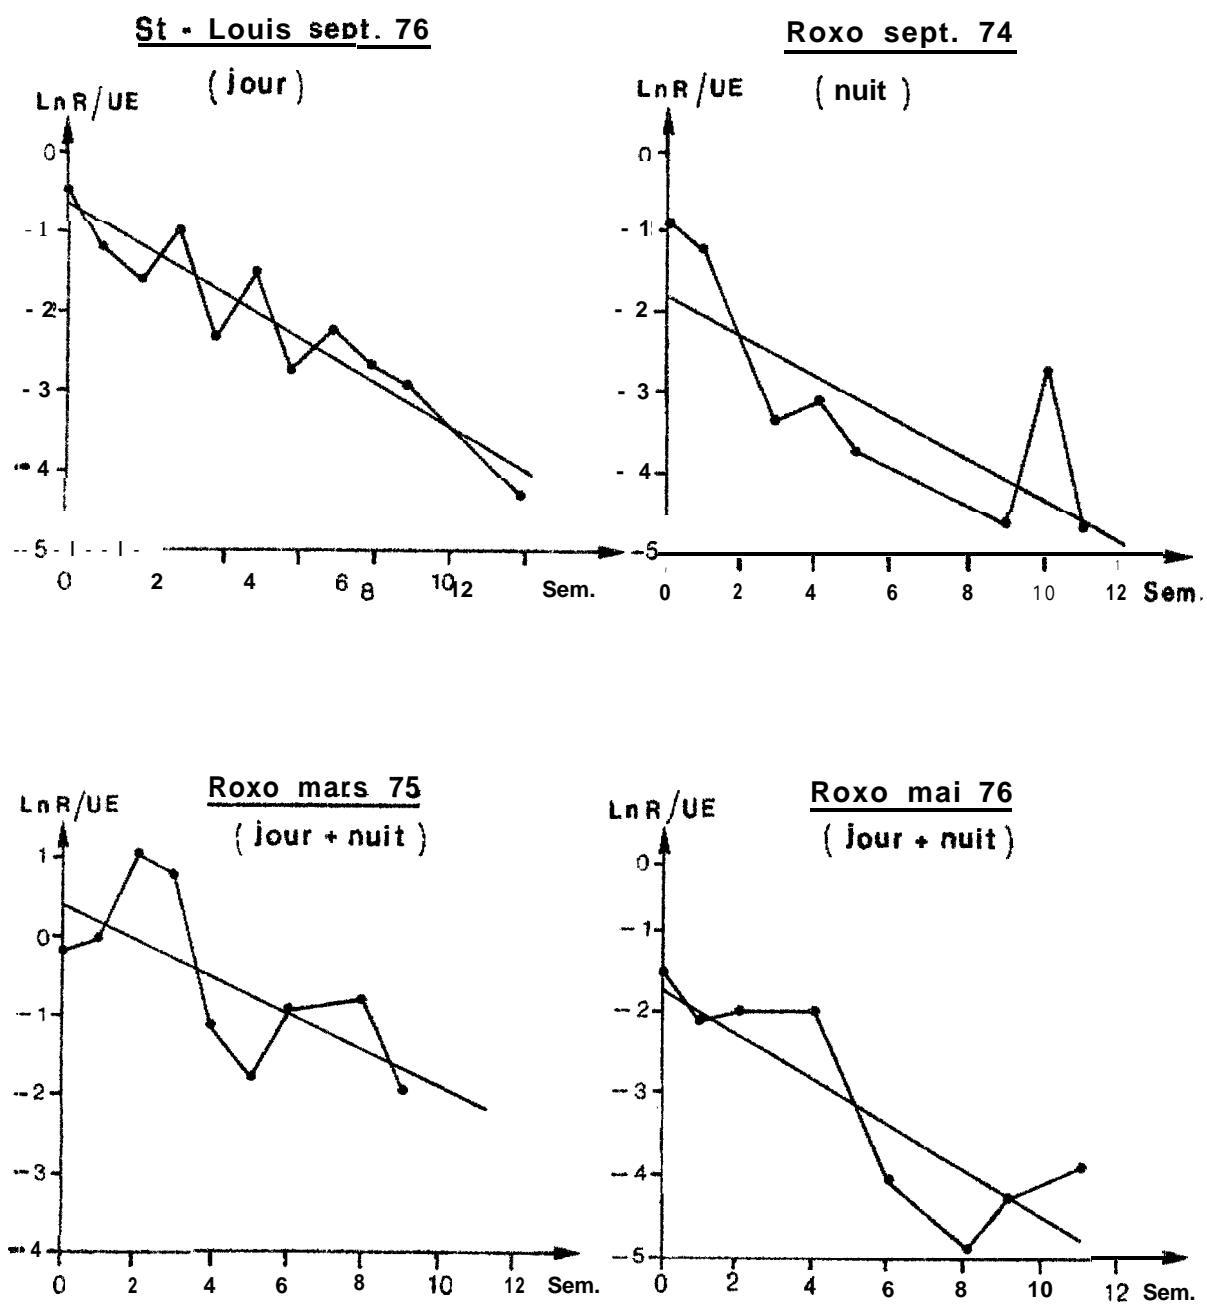 St - Louis sept. 76
( jour )
Ln R / UE
0
- 1
- 2
- 3
- 4
-- 5 -
0 2 4 6 8 10 12 Sem.
Roxo sept. 74
( nuit )
Ln R / UE
0
- 1
- 2
- 3
- 4
-5
0 2 4 6 8 10 12 Sem.
Roxo mars 75
( jour + nuit )
Ln R / UE
1
0
-1
-2
-3
-4
0 2 4 6 8 10 12 Sem.
Roxo mai 76
( jour + nuit )
Ln R / UE
0
-1
-2
-3
-4
-5
0 2 4 6 8 10 12 Sem.